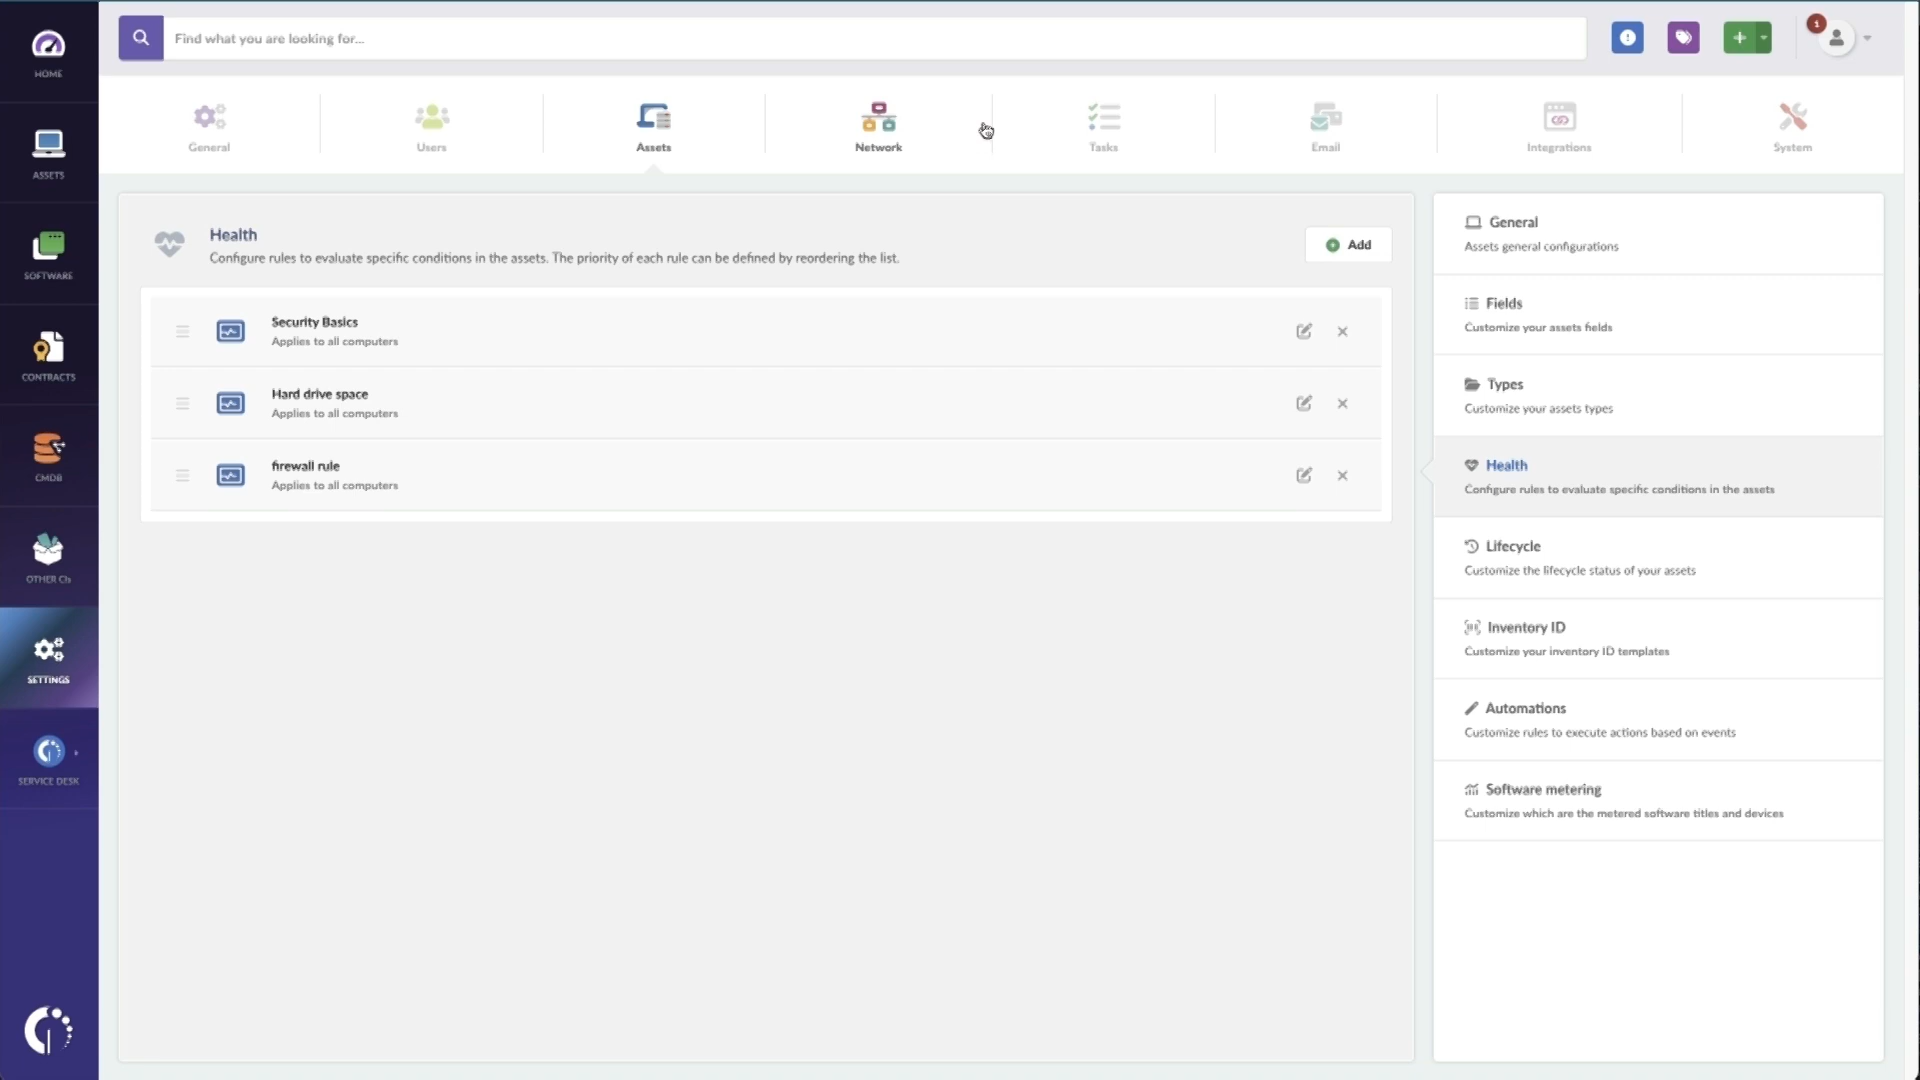 Find what you are looking for...
1
HOME
ASSETS
SOFTWARE
CONTRACTS
CMDB
OTHER CIs
SETTINGS
SERVICE DESK
General
Users
Assets
Network
Tasks
Email
Integrations
System
Health
Configure rules to evaluate specific conditions in the assets. The priority of each rule can be defined by reordering the list.
Add
Security Basics
Applies to all computers
Hard drive space
Applies to all computers
firewall rule
Applies to all computers
General
Assets general configurations
Fields
Customize your assets fields
Types
Customize your assets types
Health
Configure rules to evaluate specific conditions in the assets
Lifecycle
Customize the lifecycle status of your assets
Inventory ID
Customize your inventory ID templates
Automations
Customize rules to execute actions based on events
Software metering
Customize which are the metered software titles and devices